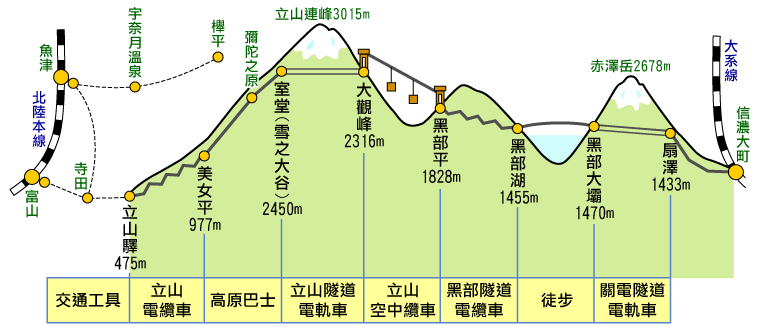 立山連峰3015m
宇奈月溫泉
欅平
彌陀之原
魚津
北陸本線
寺田
富山
赤澤岳2678m
大系線
信濃大町
立山驛
475m
美女平
977m
室堂(雪之大谷)
2450m
大觀峰
2316m
黑部平
1828m
黑部湖
1455m
黑部大壩
1470m
扇澤
1433m
交通工具
立山
電纜車
高原巴士
立山隧道
電軌車
立山
空中纜車
黑部隧道
電纜車
徒步
關電隧道
電軌車